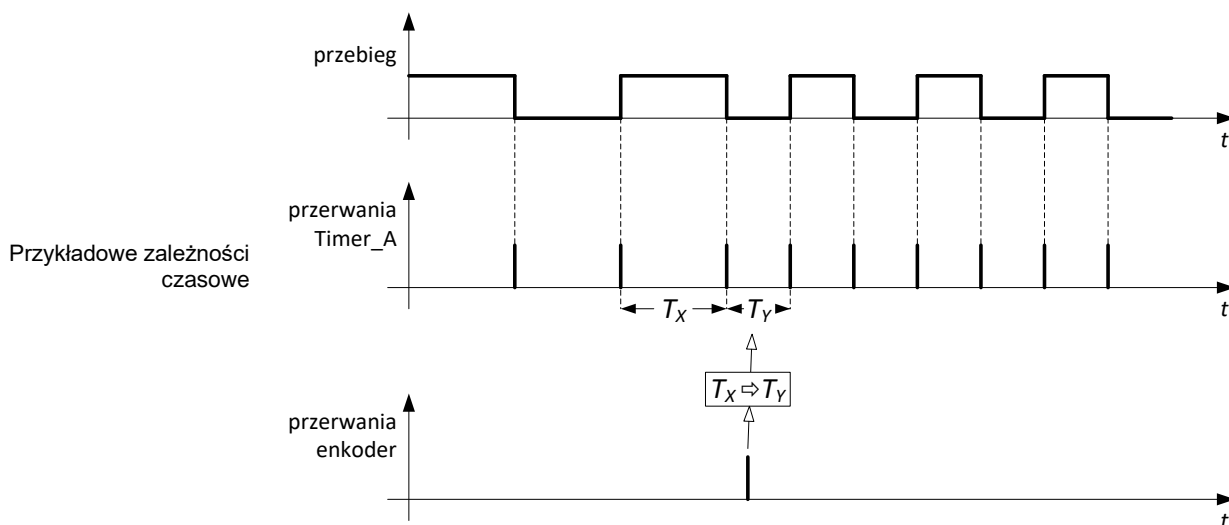 przebieg
t
przerwania
Timer_A
Przykładowe zależności
czasowe
t
T_X T_Y
T_X ⇨ T_Y
przerwania
enkoder
t